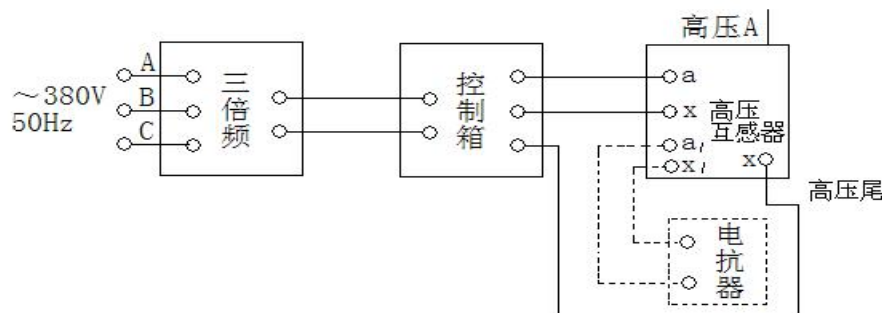 高压A
~380V
50Hz
A
B
C
三倍频
控制箱
a
x
高压
互感器
a,
x,
x
高压尾
电抗器